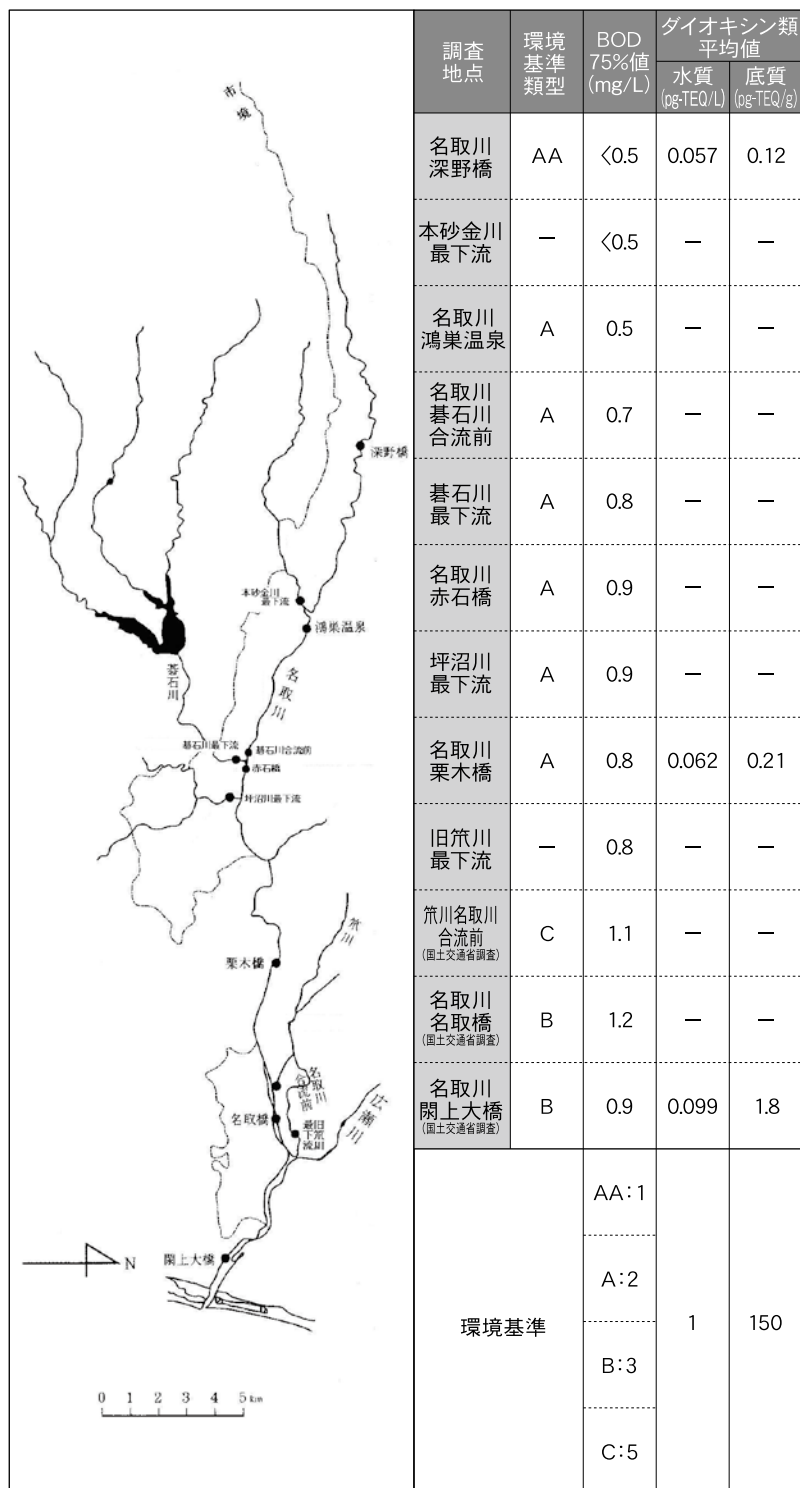 市境
深野橋
本砂金川
最下流
鴻巣温泉
碁石川
名取川
碁石川最下流
碁石川合流前
赤石橋
坪沼川最下流
笊川
栗木橋
名取川
合流前
名取橋
旧笊川
最下流
広瀬川
閖上大橋
N
0 1 2 3 4 5km
調査
地点
環境
基準
類型
BOD
75%値
(mg/L)
ダイオキシン類
平均値
水質
(pg-TEQ/L)
底質
(pg-TEQ/g)
名取川
深野橋
AA <0.5 0.057 0.12
本砂金川
最下流
− <0.5 − −
名取川
鴻巣温泉
A 0.5 − −
名取川
碁石川
合流前
A 0.7 − −
碁石川
最下流
A 0.8 − −
名取川
赤石橋
A 0.9 − −
坪沼川
最下流
A 0.9 − −
名取川
栗木橋
A 0.8 0.062 0.21
旧笊川
最下流
− 0.8 − −
笊川名取川
合流前
(国土交通省調査)
C 1.1 − −
名取川
名取橋
(国土交通省調査)
B 1.2 − −
名取川
閖上大橋
(国土交通省調査)
B 0.9 0.099 1.8
環境基準
AA:1
A:2
B:3
C:5
1
150